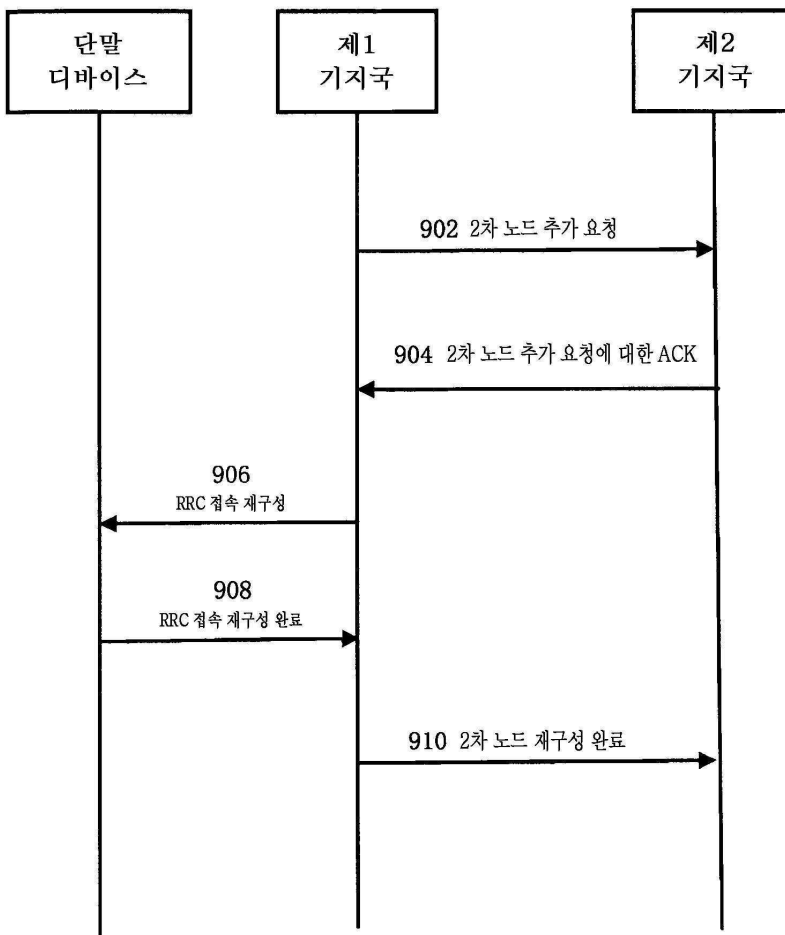 단말
디바이스
제1
기지국
제2
기지국
902 2차 노드 추가 요청
904 2차 노드 추가 요청에 대한 ACK
906
RRC 접속 재구성
908
RRC 접속 재구성 완료
910 2차 노드 재구성 완료